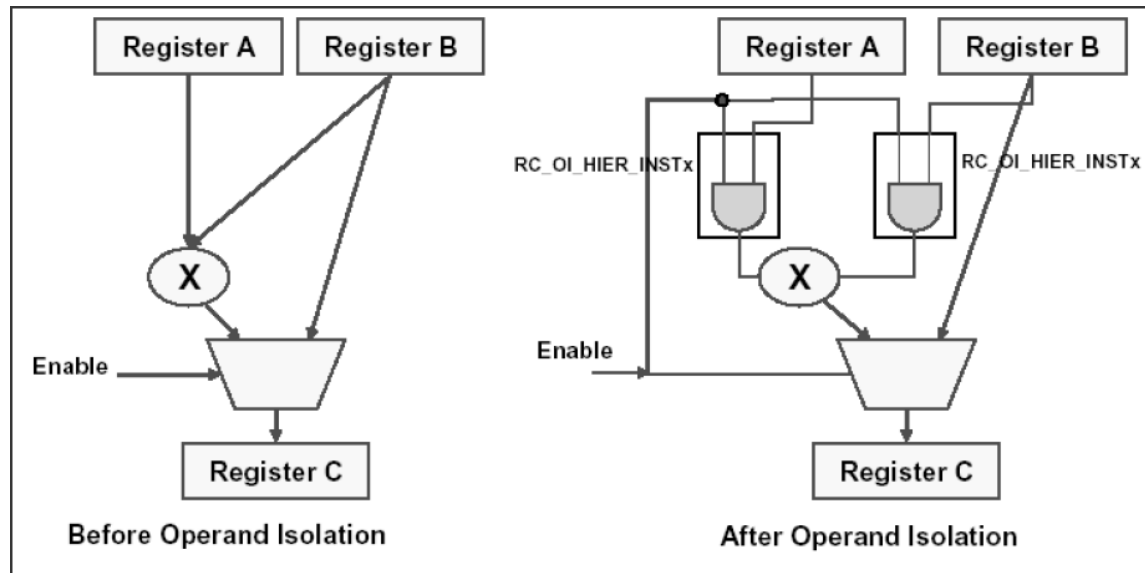 Register A
Register B
X
Enable
Register C
Before Operand Isolation
Register A
Register B
RC_OI_HIER_INSTx
RC_OI_HIER_INSTx
X
Enable
Register C
After Operand Isolation